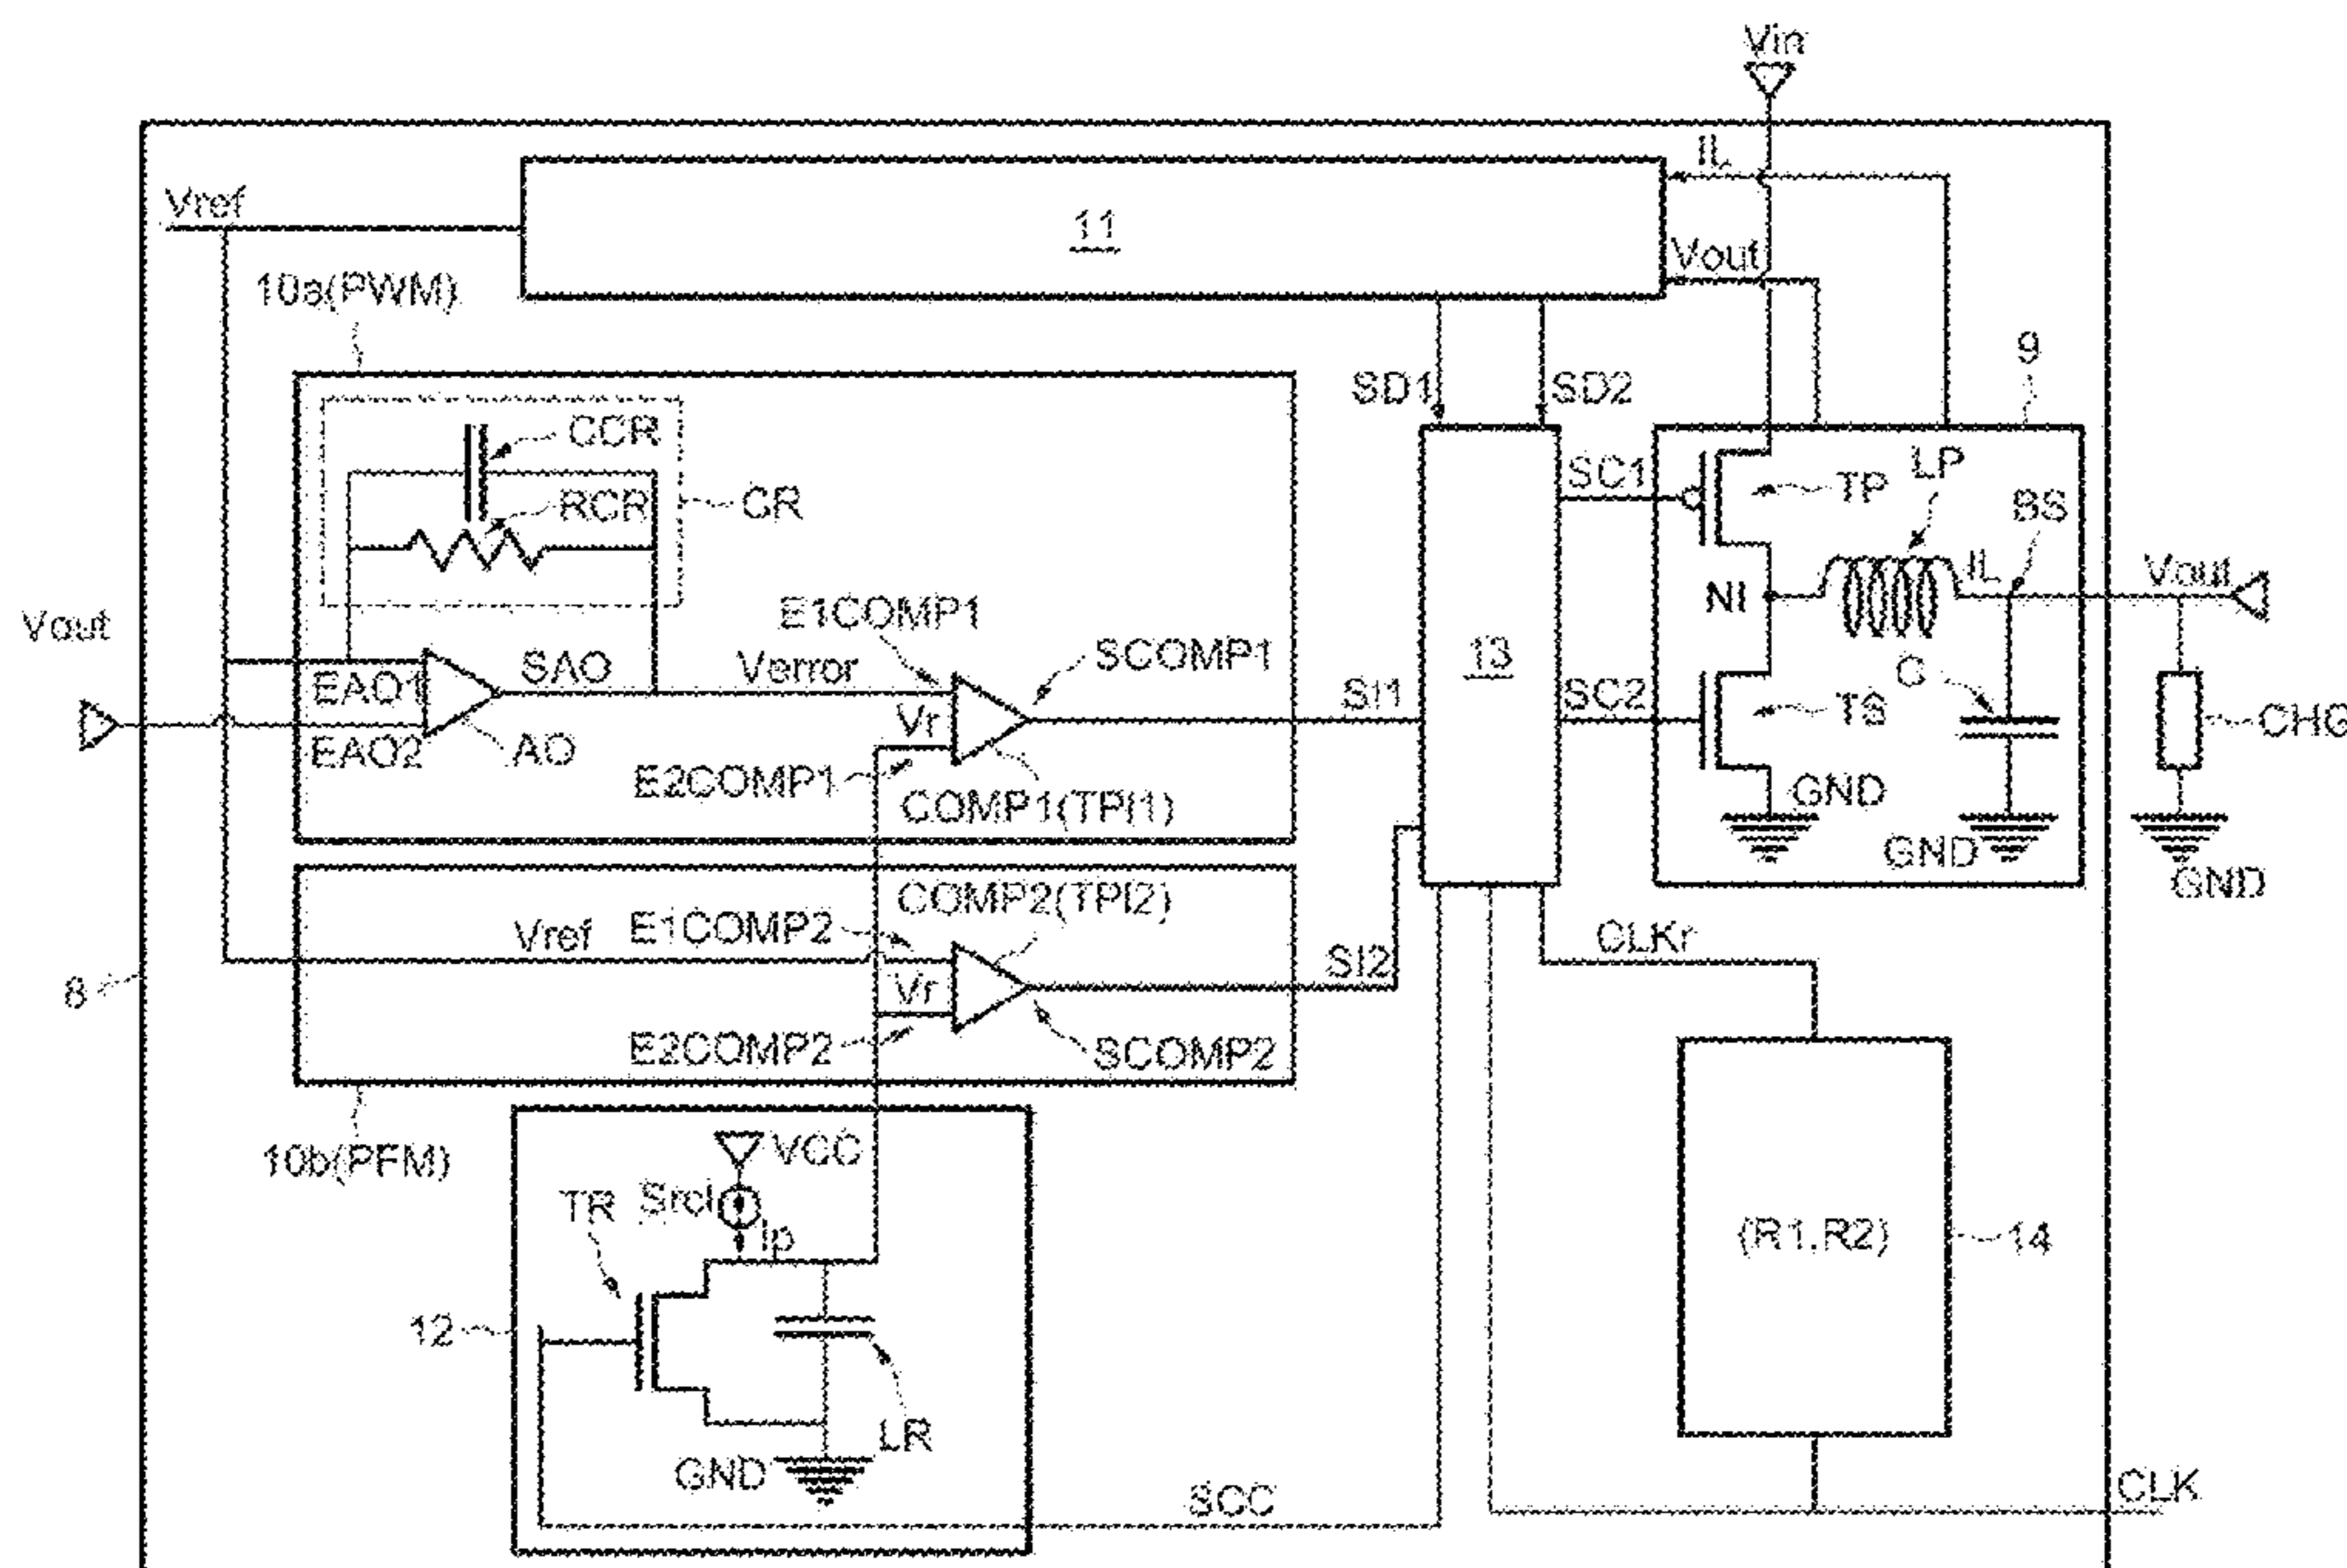 Vin
IL
Vref
11
Vout
10a(PWM)
9
SD1
SD2
CCR
LP
SC1
TP
RCR
CR
BS
IL
Vout
NI
E1COMP1
Vout
SCOMP1
SAO
Verror
13
C
EAO1
SI1
SC2
TS
CHG
Vr
EAO2
AO
E2COMP1
COMP1(TPI1)
GND
GND
GND
COMP2(TPI2)
E1COMP2
Vref
CLKr
SI2
8
Vr
E2COMP2
SCOMP2
10b(PFM)
VCC
TR
Srci
Ip
(R1,R2)
14
12
LR
GND
SCC
CLK